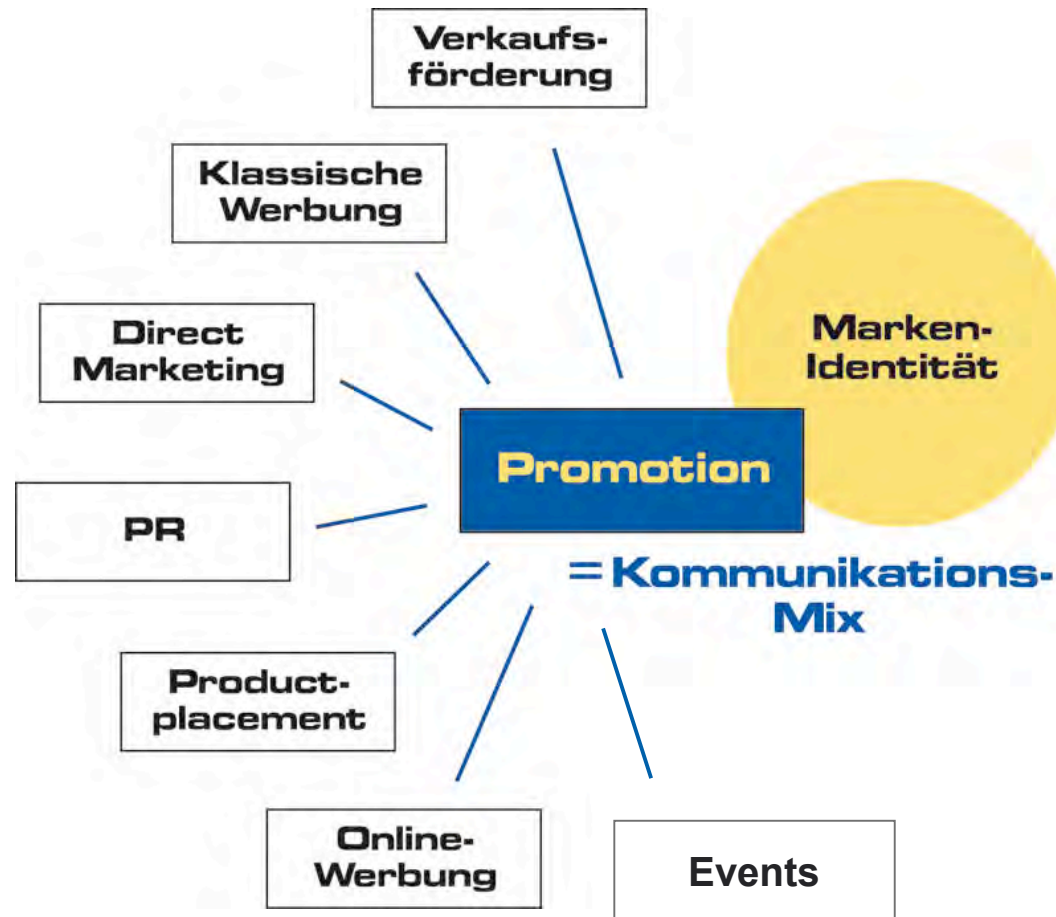 Verkaufs-
förderung
Klassische
Werbung
Direct
Marketing
Marken-
Identität
Promotion
PR
= Kommunikations-
Mix
Product-
placement
Online-
Werbung
Events